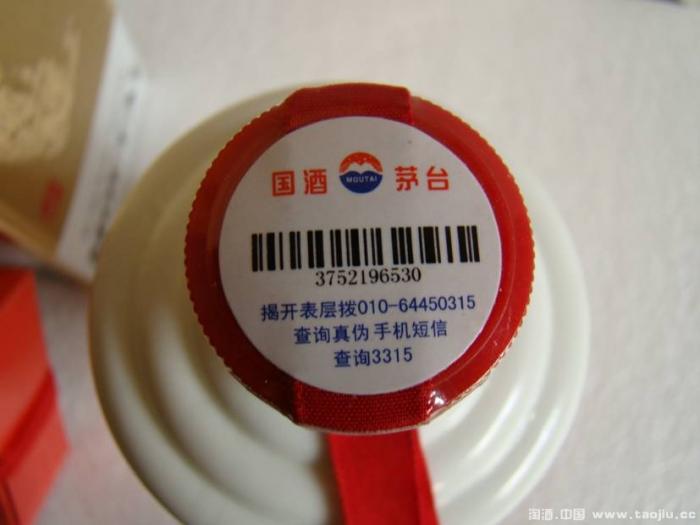 国酒 MOUTAI 茅台
3752196530
揭开表层拨010-64450315
查询真伪 手机短信
查询3315
淘酒.中国 www.taojiu.cc